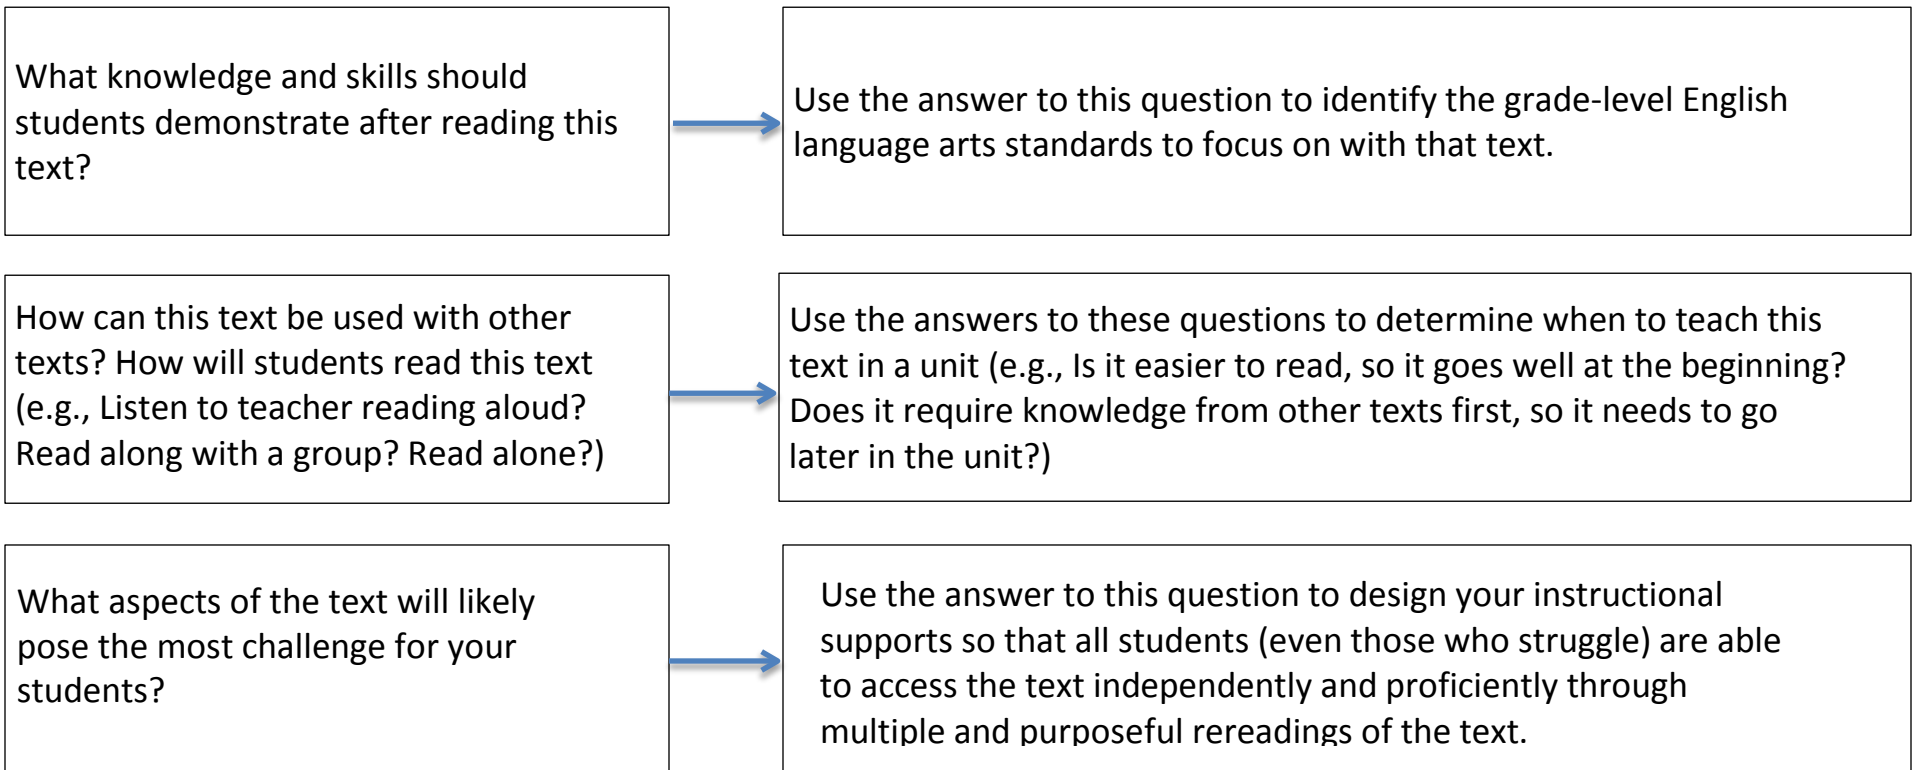 What knowledge and skills should
students demonstrate after reading this
text?
Use the answer to this question to identify the grade-level English
language arts standards to focus on with that text.
How can this text be used with other
texts? How will students read this text
(e.g., Listen to teacher reading aloud?
Read along with a group? Read alone?)
Use the answers to these questions to determine when to teach this
text in a unit (e.g., Is it easier to read, so it goes well at the beginning?
Does it require knowledge from other texts first, so it needs to go
later in the unit?)
What aspects of the text will likely
pose the most challenge for your
students?
Use the answer to this question to design your instructional
supports so that all students (even those who struggle) are able
to access the text independently and proficiently through
multiple and purposeful rereadings of the text.